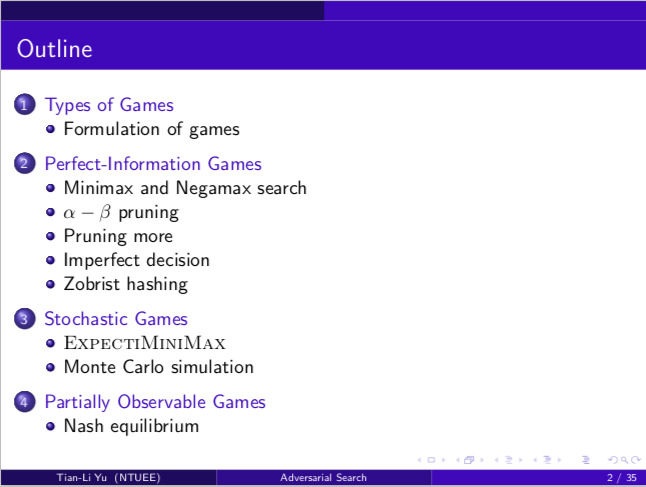 Outline
1 Types of Games
Formulation of games
2 Perfect-Information Games
Minimax and Negamax search
α − β pruning
Pruning more
Imperfect decision
Zobrist hashing
3 Stochastic Games
ExpectiMiniMax
Monte Carlo simulation
4 Partially Observable Games
Nash equilibrium
Tian-Li Yu (NTUEE) Adversarial Search 2 / 35